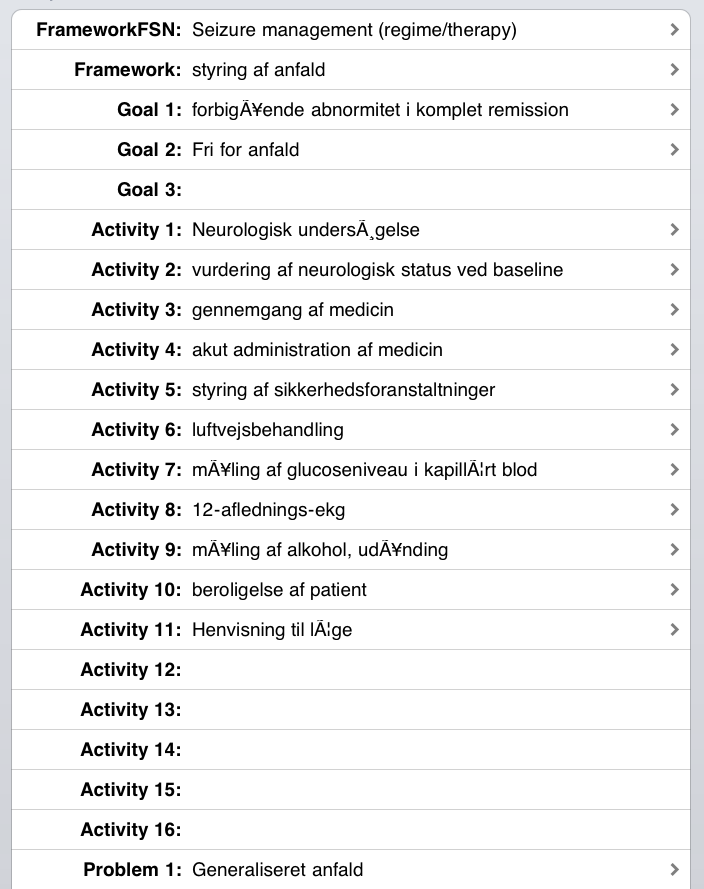 FrameworkFSN: Seizure management (regime/therapy)
Framework: styring af anfald
Goal 1: forbigÃ¥ende abnormitet i komplet remission
Goal 2: Fri for anfald
Goal 3:
Activity 1: Neurologisk undersÃ¸gelse
Activity 2: vurdering af neurologisk status ved baseline
Activity 3: gennemgang af medicin
Activity 4: akut administration af medicin
Activity 5: styring af sikkerhedsforanstaltninger
Activity 6: luftvejsbehandling
Activity 7: mÃ¥ling af glucoseniveau i kapillÃ¦rt blod
Activity 8: 12-aflednings-ekg
Activity 9: mÃ¥ling af alkohol, udÃ¥nding
Activity 10: beroligelse af patient
Activity 11: Henvisning til lÃ¦ge
Activity 12:
Activity 13:
Activity 14:
Activity 15:
Activity 16:
Problem 1: Generaliseret anfald